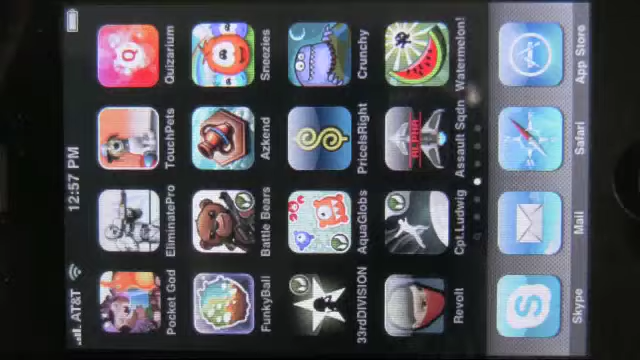 AT&T 12:57 PM
Pocket God EliminatePro TouchPets Quizarium
FunkyBall Battle Bears Azkend Sneezies
33rdDIVISION AquaGlobs PriceIsRight Crunchy
Revolt Cpt.Ludwig Assault Sqdn Watermelon!
Skype Mail Safari App Store